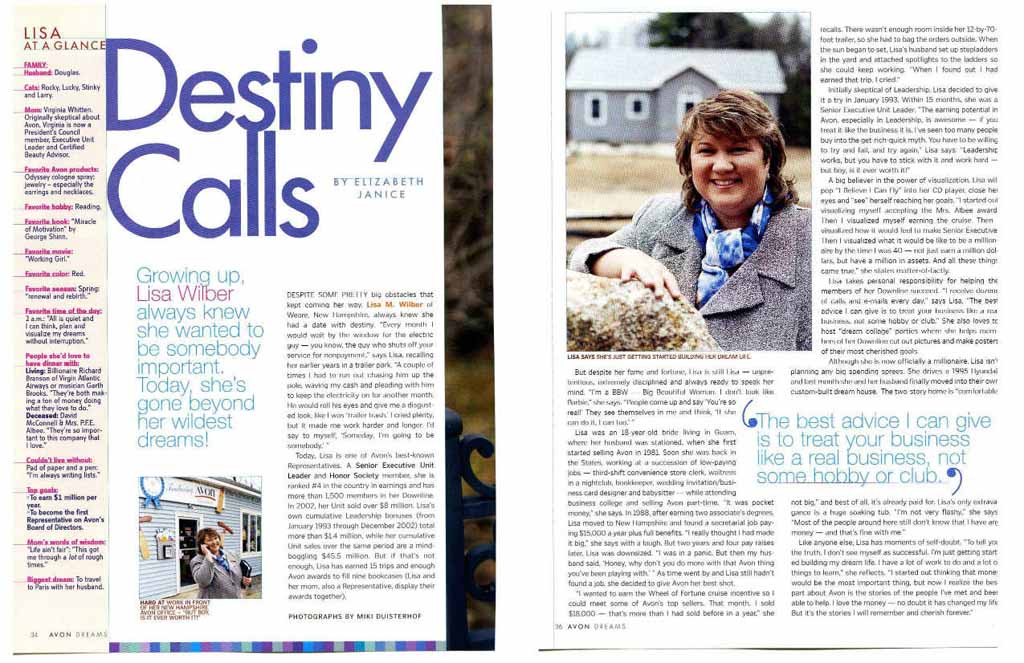 LISA
AT A GLANCE
FAMILY:
Husband: Douglas.
Cats: Rocky, Lucky, Stinky
and Larry.
Mom: Virginia Whitten.
Originally skeptical about
Avon, Virginia is now a
President's Council
member, Executive Unit
Leader and Certified
Beauty Advisor.
Favorite Avon products:
Odyssey cologne spray;
jewelry – especially the
earrings and necklaces.
Favorite hobby: Reading.
Favorite book: "Miracle
of Motivation" by
George Shinn.
Favorite movie:
"Working Girl."
Favorite color: Red.
Favorite season: Spring:
"renewal and rebirth."
Favorite time of the day:
2 a.m.: "All is quiet and
I can think, plan and
visualize my dreams
without interruption."
People she'd love to
have dinner with:
Living: Billionaire Richard
Branson of Virgin Atlantic
Airways or musician Garth
Brooks. "They're both mak-
ing a ton of money doing
what they love to do."
Deceased: David
McConnell & Mrs. P.F.E.
Albee. "They're so impor-
tant to this company that
I love."
Couldn't live without:
Pad of paper and a pen:
"I'm always writing lists."
Top goals:
•To earn $1 million per
year.
•To become the first
Representative on Avon's
Board of Directors.
Mom's words of wisdom:
"Life ain't fair": "This got
me through a lot of rough
times."
Biggest dream: To travel
to Paris with her husband.
34 AVON DREAMS
Destiny
Calls
BY ELIZABETH
JANICE
Growing up,
Lisa Wilber
always knew
she wanted to
be somebody
important.
Today, she's
gone beyond
her wildest
dreams!
AVON
HARD AT WORK IN FRONT
OF HER NEW HAMPSHIRE
AVON OFFICE – "BUT BOY,
IS IT EVER WORTH IT!"
DESPITE SOME PRETTY big obstacles that
kept coming her way, Lisa M. Wilber of
Weare, New Hampshire, always knew she
had a date with destiny. "Every month I
would wait by the window for the electric
guy — you know, the guy who shuts off your
service for nonpayment," says Lisa, recalling
her earlier years in a trailer park. "A couple of
times I had to run out chasing him up the
pole, waving my cash and pleading with him
to keep the electricity on for another month.
He would roll his eyes and give me a disgust-
ed look, like I was 'trailer trash.' I cried plenty,
but it made me work harder and longer. I'd
say to myself, 'Someday, I'm going to be
somebody.' "
Today, Lisa is one of Avon's best-known
Representatives. A Senior Executive Unit
Leader and Honor Society member, she is
ranked #4 in the country in earnings and has
more than 1,500 members in her Downline.
In 2002, her Unit sold over $8 million. Lisa's
own cumulative Leadership bonuses (from
January 1993 through December 2002) total
more than $1.4 million, while her cumulative
Unit sales over the same period are a mind-
boggling $45.5 million. But if that's not
enough, Lisa has earned 15 trips and enough
Avon awards to fill nine bookcases (Lisa and
her mom, also a Representative, display their
awards together).
PHOTOGRAPHS BY MIKI DUISTERHOF
LISA SAYS SHE'S JUST GETTING STARTED BUILDING HER DREAM LIFE.
But despite her fame and fortune, Lisa is still Lisa — unpre-
tentious, extremely disciplined and always ready to speak her
mind. "I'm a BBW — Big Beautiful Woman. I don't look like
Barbie," she says. "People come up and say 'You're so
real!' They see themselves in me and think, 'If she
can do it, I can too.' "
Lisa was an 18-year-old bride living in Guam,
where her husband was stationed, when she first
started selling Avon in 1981. Soon she was back in
the States, working at a succession of low-paying
jobs — third-shift convenience store clerk, waitress
in a nightclub, bookkeeper, wedding invitation/busi-
ness card designer and babysitter — while attending
business college and selling Avon part-time. "It was pocket
money," she says. In 1988, after earning two associate's degrees,
Lisa moved to New Hampshire and found a secretarial job pay-
ing $15,000 a year plus full benefits. "I really thought I had made
it big," she says with a laugh. But two years and four pay raises
later, Lisa was downsized. "I was in a panic. But then my hus-
band said, 'Honey, why don't you do more with that Avon thing
you've been playing with.' " As time went by and Lisa still hadn't
found a job, she decided to give Avon her best shot.
"I wanted to earn the Wheel of Fortune cruise incentive so I
could meet some of Avon's top sellers. That month, I sold
$18,000 — that's more than I had sold before in a year," she
36 AVON DREAMS
recalls. There wasn't enough room inside her 12-by-70-
foot trailer, so she had to bag the orders outside. When
the sun began to set, Lisa's husband set up stepladders
in the yard and attached spotlights to the ladders so
she could keep working. "When I found out I had
earned that trip, I cried."
Initially skeptical of Leadership, Lisa decided to give
it a try in January 1993. Within 15 months, she was a
Senior Executive Unit Leader. "The earning potential in
Avon, especially in Leadership, is awesome — if you
treat it like the business it is. I've seen too many people
buy into the get-rich-quick myth. You have to be willing
to try and fail, and try again," Lisa says. "Leadership
works, but you have to stick with it and work hard —
but boy, is it ever worth it!"
A big believer in the power of visualization, Lisa will
pop "I Believe I Can Fly" into her CD player, close her
eyes and "see" herself reaching her goals. "I started out
visualizing myself accepting the Mrs. Albee award.
Then I visualized myself earning the cruise. Then I
visualized how it would feel to make Senior Executive.
Then I visualized what it would be like to be a million-
aire by the time I was 40 — not just earn a million dol-
lars, but have a million in assets. And all these things
came true," she states matter-of-factly.
Lisa takes personal responsibility for helping the
members of her Downline succeed. "I receive dozens
of calls and e-mails every day," says Lisa. "The best
advice I can give is to treat your business like a real
business, not some hobby or club." She also loves to
host "dream collage" parties where she helps mem-
bers of her Downline cut out pictures and make posters
of their most cherished goals.
Although she is now officially a millionaire, Lisa isn't
planning any big spending sprees. She drives a 1995 Hyundai
and last month she and her husband finally moved into their own
custom-built dream house. The two story home is "comfortable
"The best advice I can give
is to treat your business
like a real business, not
some hobby or club."
not big," and best of all, it's already paid for. Lisa's only extrava-
gance is a huge soaking tub. "I'm not very flashy," she says.
"Most of the people around here still don't know that I have any
money — and that's fine with me."
Like anyone else, Lisa has moments of self-doubt. "To tell you
the truth, I don't see myself as successful. I'm just getting start-
ed building my dream life. I have a lot of work to do and a lot of
things to learn," she reflects. "I started out thinking that money
would be the most important thing, but now I realize the best
part about Avon is the stories of the people I've met and been
able to help. I love the money — no doubt it has changed my life.
But it's the stories I will remember and cherish forever."